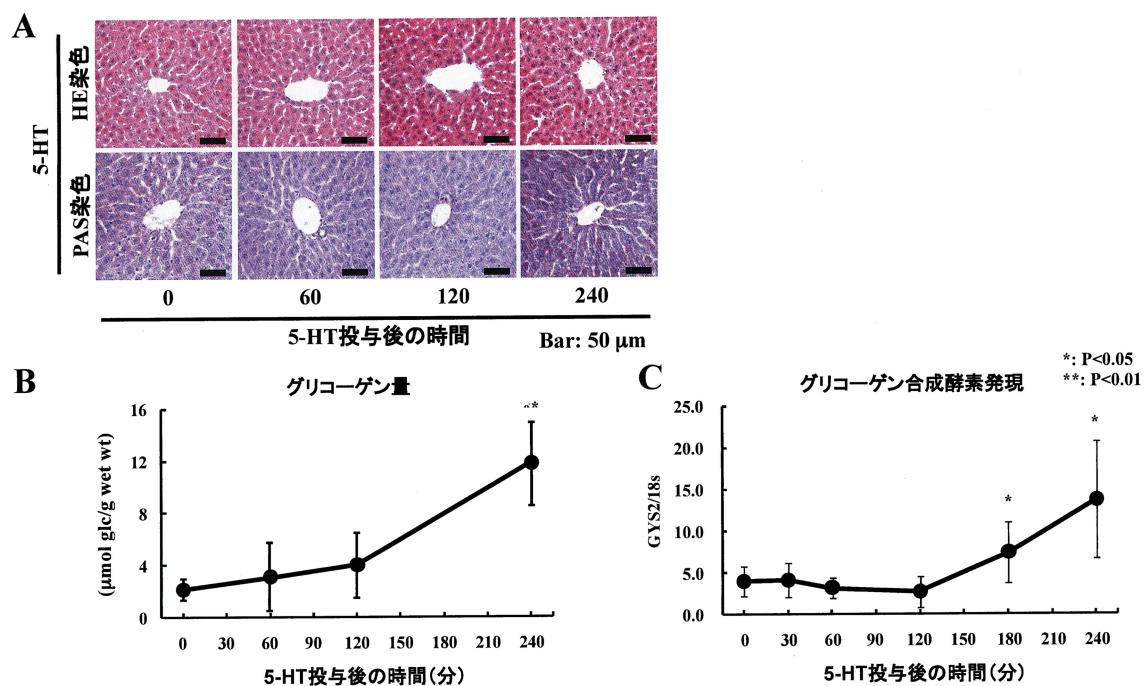 A
5-HT
HE染色
PAS染色
0 60 120 240
5-HT投与後の時間
Bar: 50 μm
B
グリコーゲン量
**
(μmol glc/g wet wt)
16
12
8
4
0
0 30 60 90 120 150 180 210 240
5-HT投与後の時間(分)
C
グリコーゲン合成酵素発現
*: P<0.05
**: P<0.01
GYS2/18s
25.0
20.0
15.0
10.0
5.0
0.0
*
*
0 30 60 90 120 150 180 210 240
5-HT投与後の時間(分)